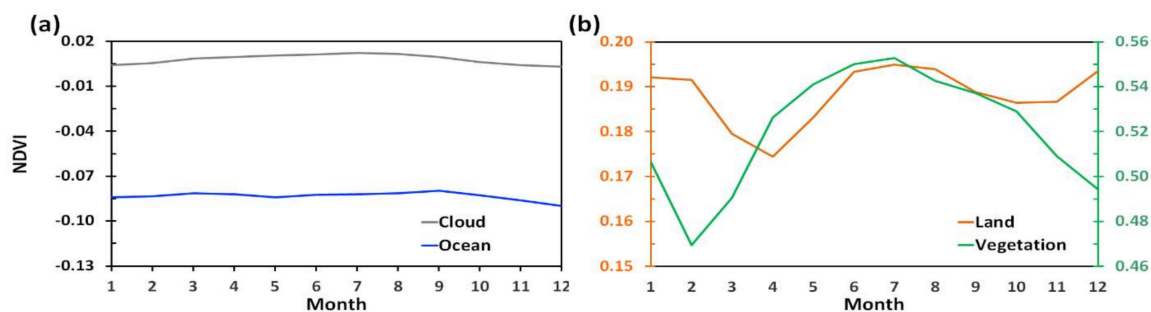 (a)
0.02
-0.01
-0.04
-0.07
-0.10
-0.13
NDVI
Cloud
Ocean
1 2 3 4 5 6 7 8 9 10 11 12
Month
(b)
0.20
0.19
0.18
0.17
0.16
0.15
Land
Vegetation
0.56
0.54
0.52
0.50
0.48
0.46
1 2 3 4 5 6 7 8 9 10 11 12
Month